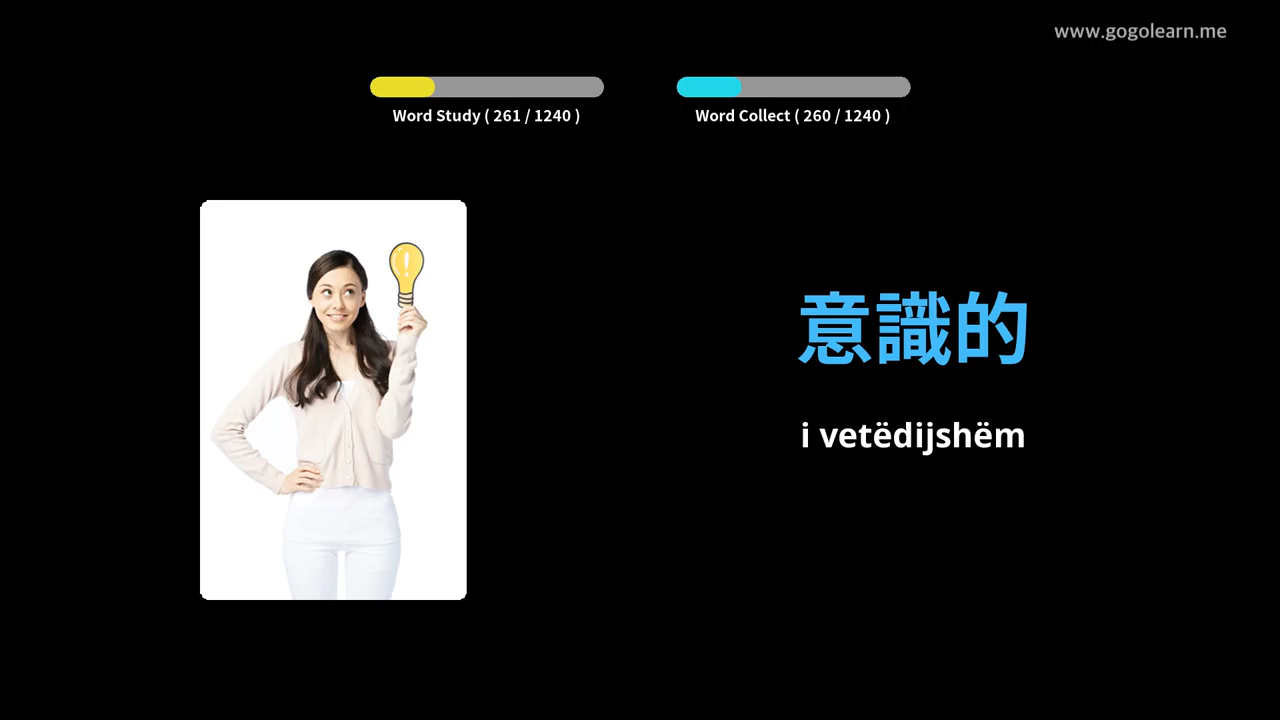 www.gogolearn.me
Word Study ( 261 / 1240 )
Word Collect ( 260 / 1240 )
意識的
i vetëdijshëm